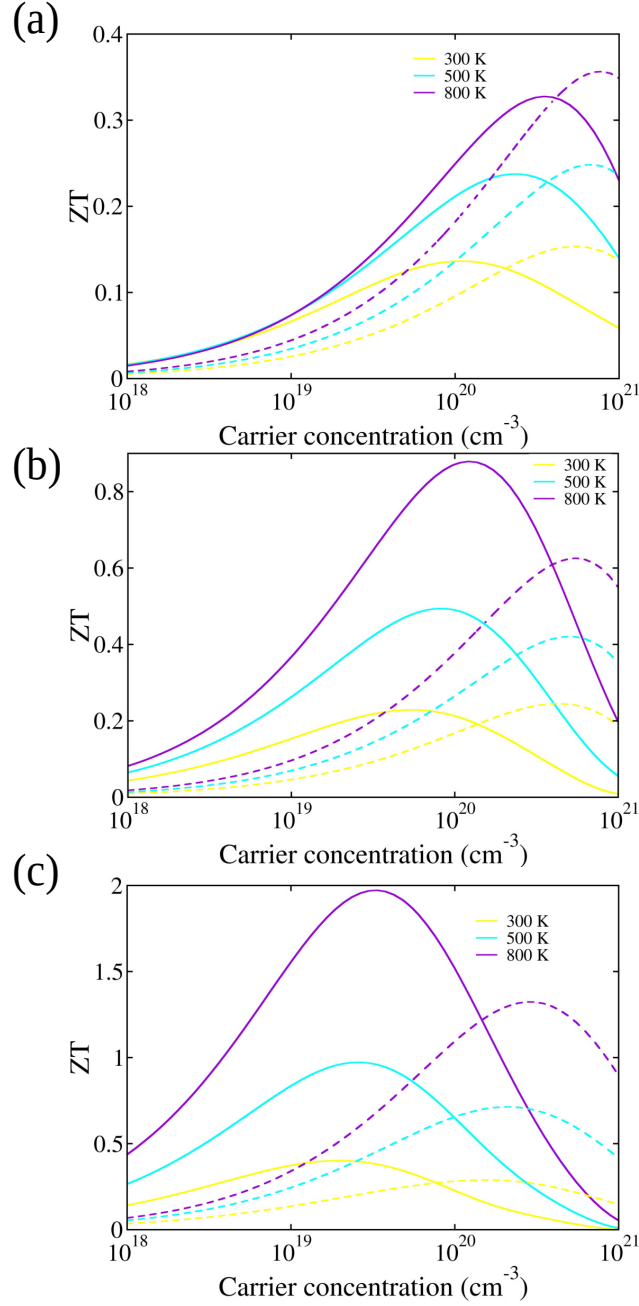 (a)
0.4
300 K
500 K
800 K
0.3
ZT
0.2
0.1
0
10^18 10^19 10^20 10^21
Carrier concentration (cm^-3)
(b)
300 K
500 K
800 K
0.8
0.6
ZT
0.4
0.2
0
10^18 10^19 10^20 10^21
Carrier concentration (cm^-3)
(c)
2
300 K
500 K
800 K
1.5
ZT
1
0.5
0
10^18 10^19 10^20 10^21
Carrier concentration (cm^-3)